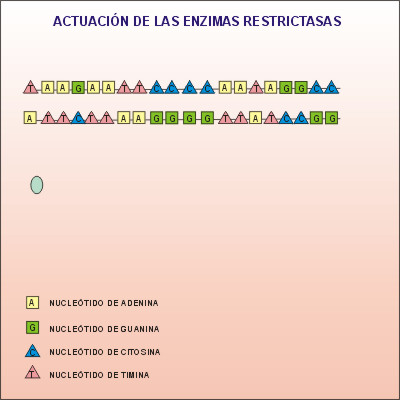 ACTUACIÓN DE LAS ENZIMAS RESTRICTASAS
T A A G A A T T C C C C A A T A G G C C
A T T C T T A A G G G G T T A T C C G G
A NUCLEÓTIDO DE ADENINA
G NUCLEÓTIDO DE GUANINA
C NUCLEÓTIDO DE CITOSINA
T NUCLEÓTIDO DE TIMINA